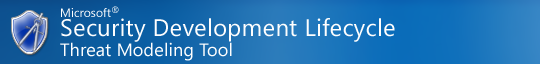 Microsoft®
Security Development Lifecycle
Threat Modeling Tool